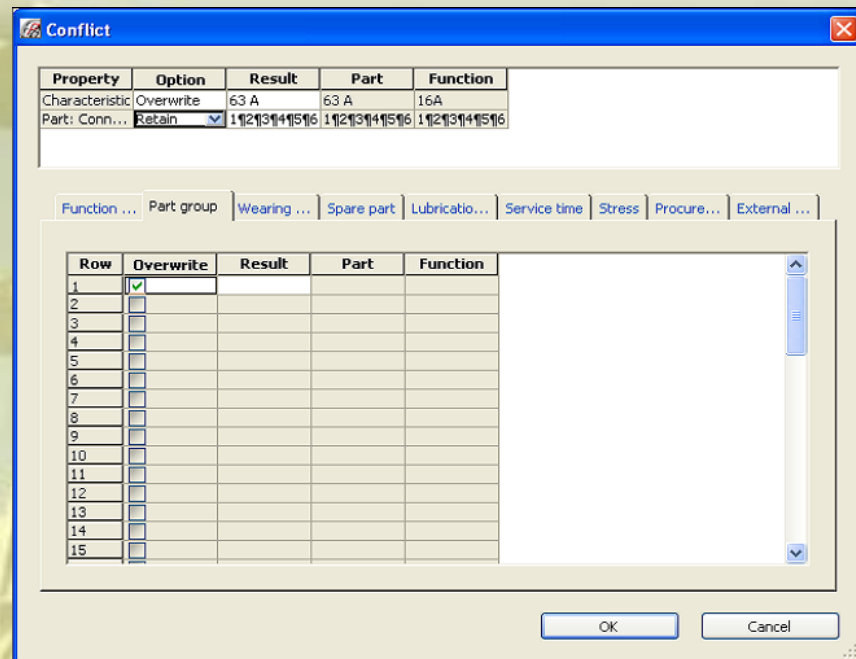 Conflict
Property Option Result Part Function
Characteristic Overwrite 63 A 63 A 16A
Part: Conn... Retain 1¶2¶3¶4¶5¶6 1¶2¶3¶4¶5¶6 1¶2¶3¶4¶5¶6
Function ... Part group Wearing ... Spare part Lubricatio... Service time Stress Procure... External ...
Row Overwrite Result Part Function
1
2
3
4
5
6
7
8
9
10
11
12
13
14
15
OK Cancel